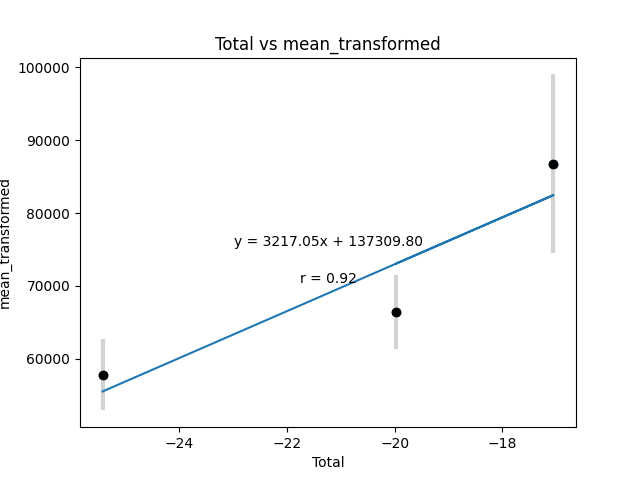 Total vs mean_transformed
100000
90000
80000
70000
60000
mean_transformed
y = 3217.05x + 137309.80
r = 0.92
−24
−22
−20
−18
Total